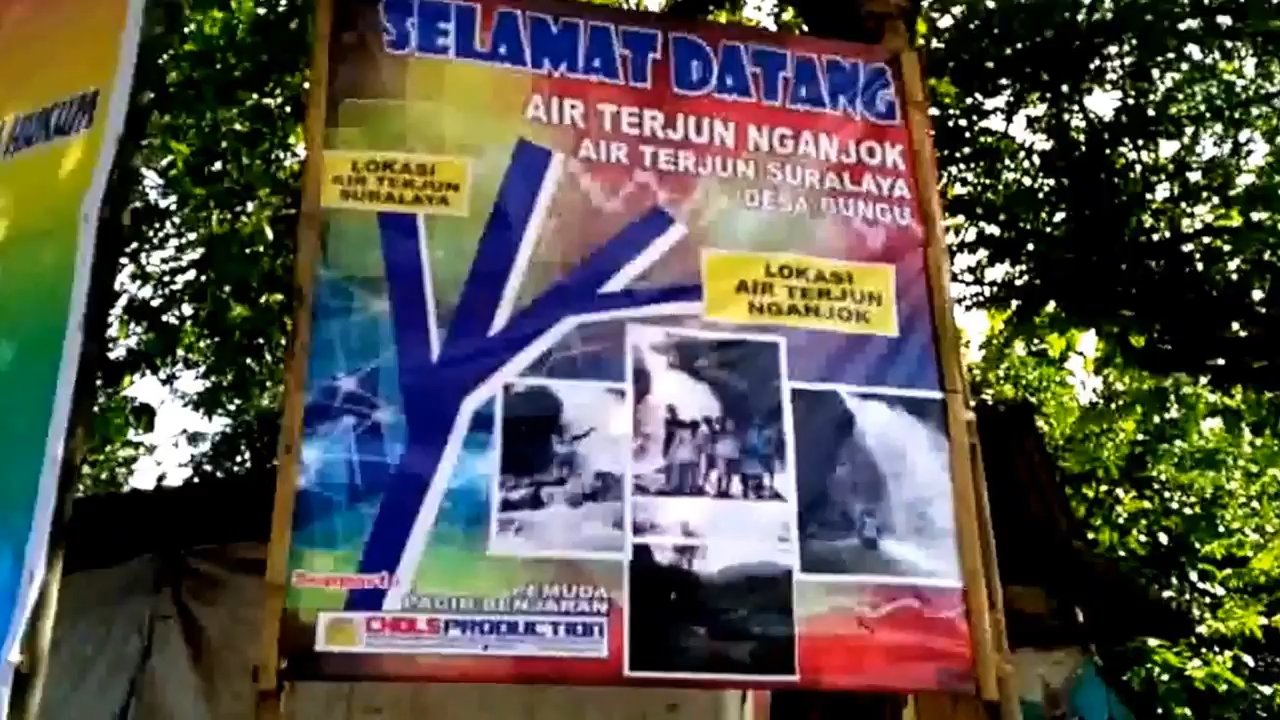 SELAMAT DATANG
AIR TERJUN NGANJOK
AIR TERJUN SURALAYA
DESA BUNGU
LOKASI
AIR TERJUN
SURALAYA
LOKASI
AIR TERJUN
NGANJOK
Support
PEMUDA
CHOLS PRODUCTION